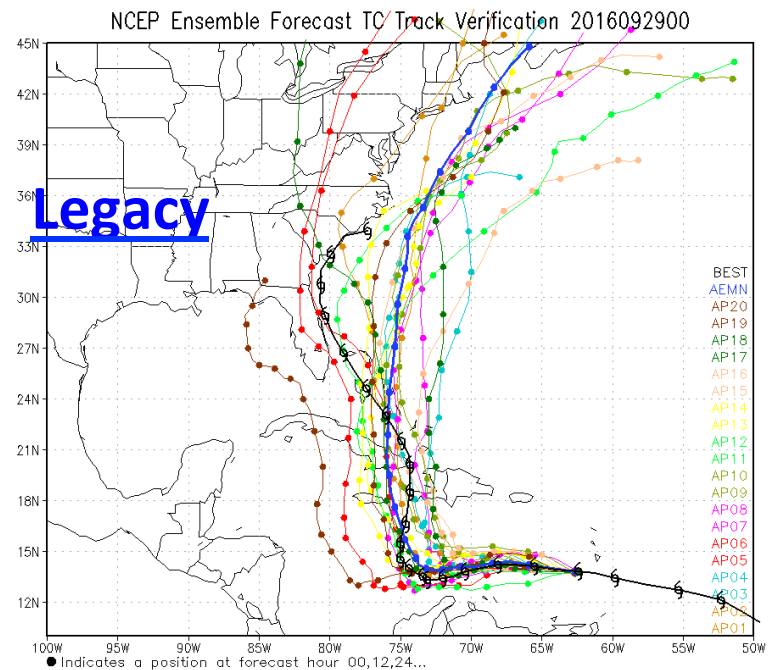 NCEP Ensemble Forecast TC Track Verification 2016092900
45N
42N
39N
36N
Legacy
33N
30N
27N
24N
21N
18N
15N
12N
BEST
AEMN
AP20
AP19
AP18
AP17
AP16
AP15
AP14
AP13
AP12
AP11
AP10
AP09
AP08
AP07
AP06
AP05
AP04
AP03
AP02
AP01
100W 95W 90W 85W 80W 75W 70W 65W 60W 55W 50W
● Indicates a position at forecast hour 00,12,24...